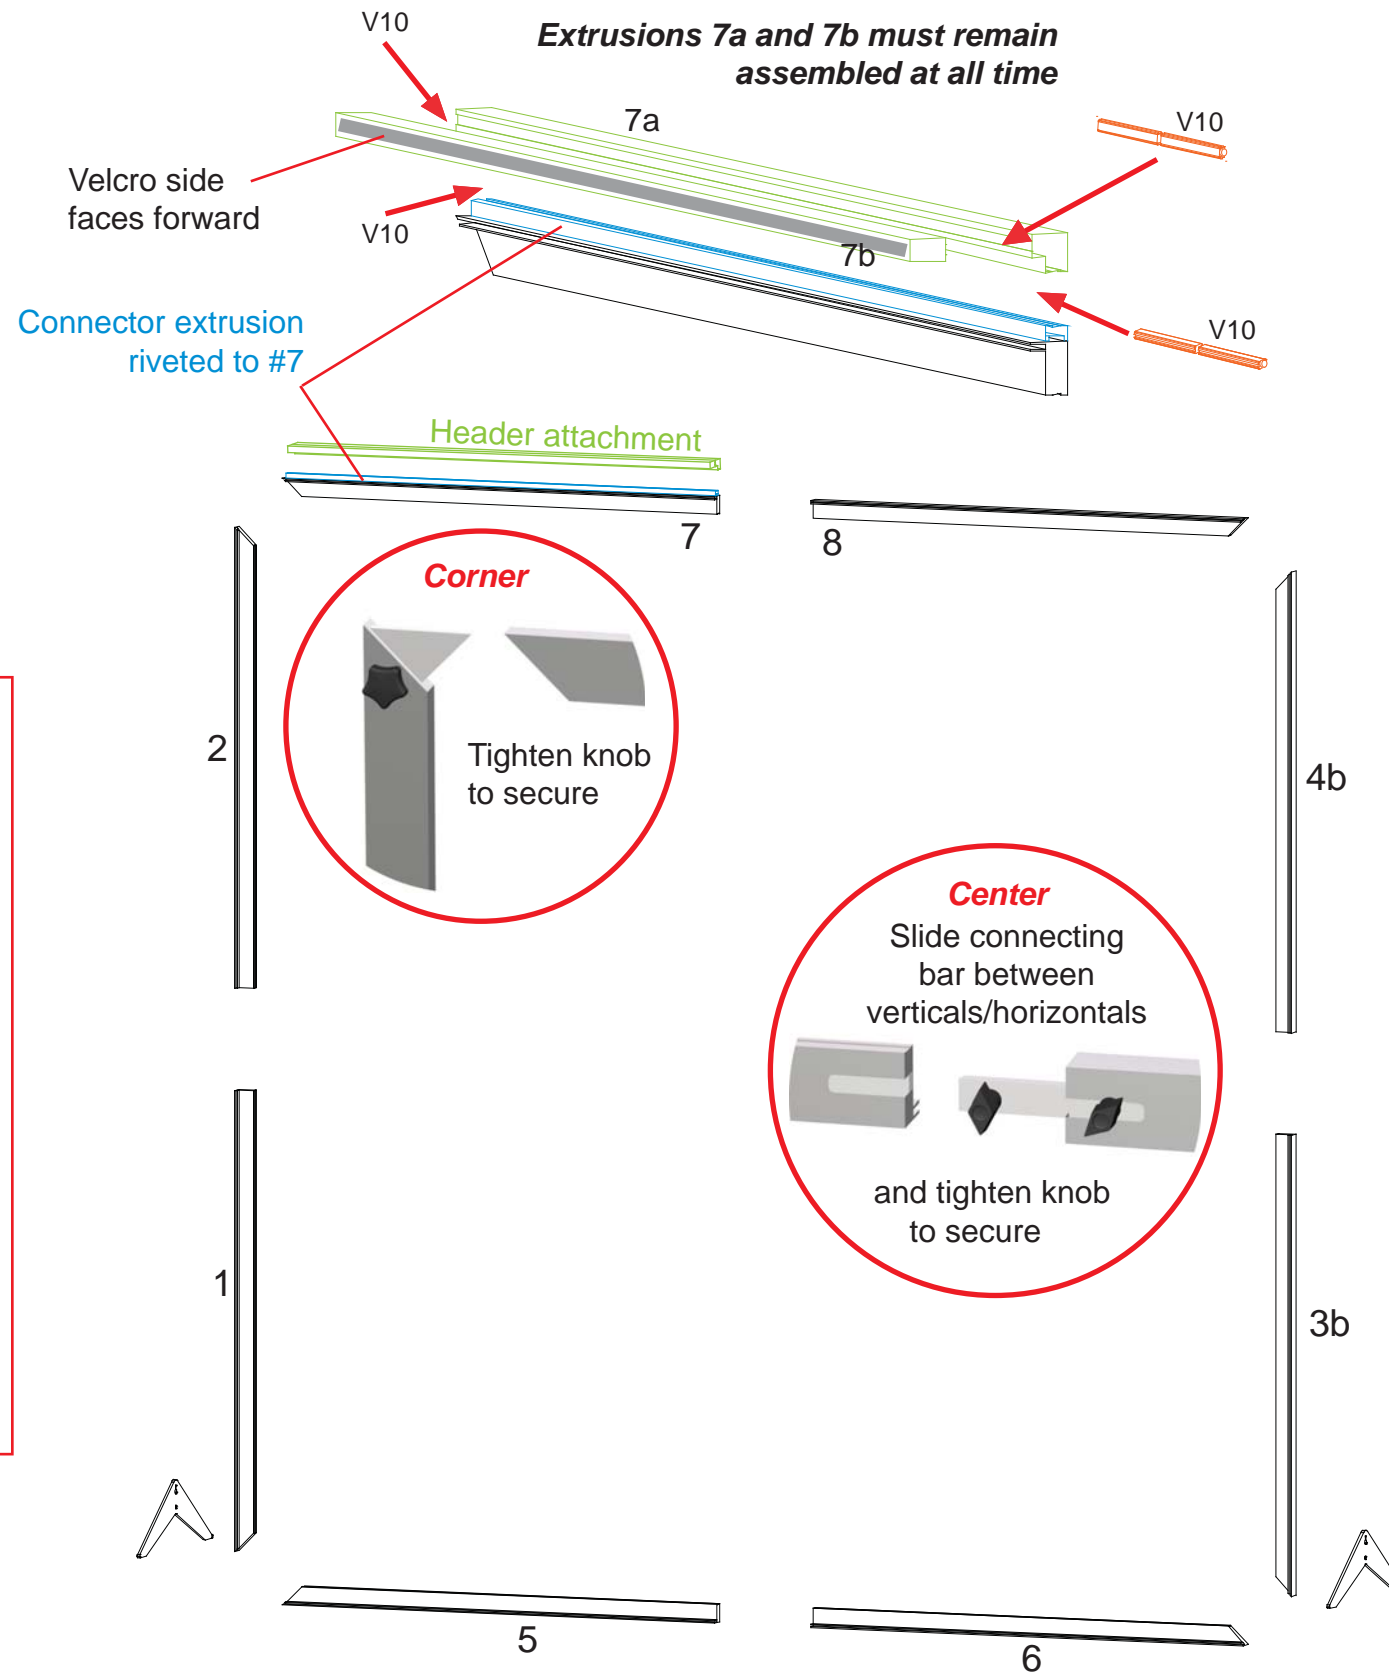 V10
Extrusions 7a and 7b must remain
assembled at all time
7a
V10
Velcro side
faces forward
V10
7b
Connector extrusion
riveted to #7
V10
Header attachment
7
8
Corner
Tighten knob
to secure
2
4b
Center
Slide connecting
bar between
verticals/horizontals
and tighten knob
to secure
1
3b
5
6